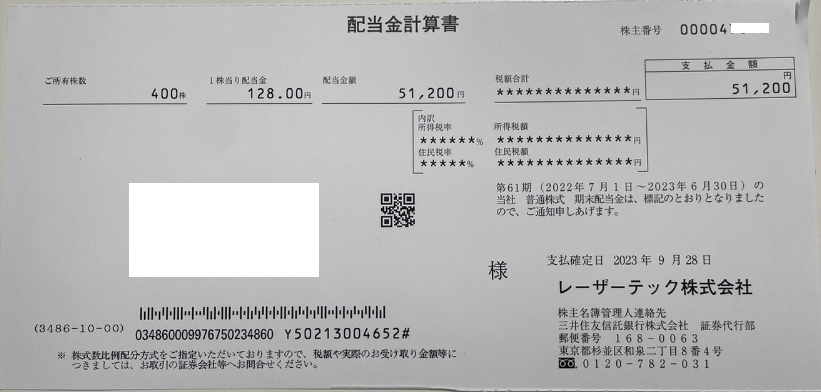 配当金計算書
株主番号 000047
ご所有株数
400株
1株当り配当金
128.00円
配当金額
51,200円
税額合計
**************円
支払金額
円
51,200
内訳
所得税率
******%
住民税率
*****%
所得税額
**************円
住民税額
**************円
第61期(2022年7月1日～2023年6月30日)の
当社 普通株式 期末配当金は、標記のとおりとなりました
ので、ご通知申しあげます。
様
支払確定日 2023年9月28日
レーザーテック株式会社
株主名簿管理人連絡先
三井住友信託銀行株式会社 証券代行部
郵便番号 168-0063
東京都杉並区和泉二丁目8番4号
0120-782-031
(3486-10-00)
03486000997675023486​0 Y50213004652#
※ 株式数比例配分方式をご指定いただいておりますので、税額や実際のお受け取り金額等に
つきましては、お取引の証券会社等へお問合せください。